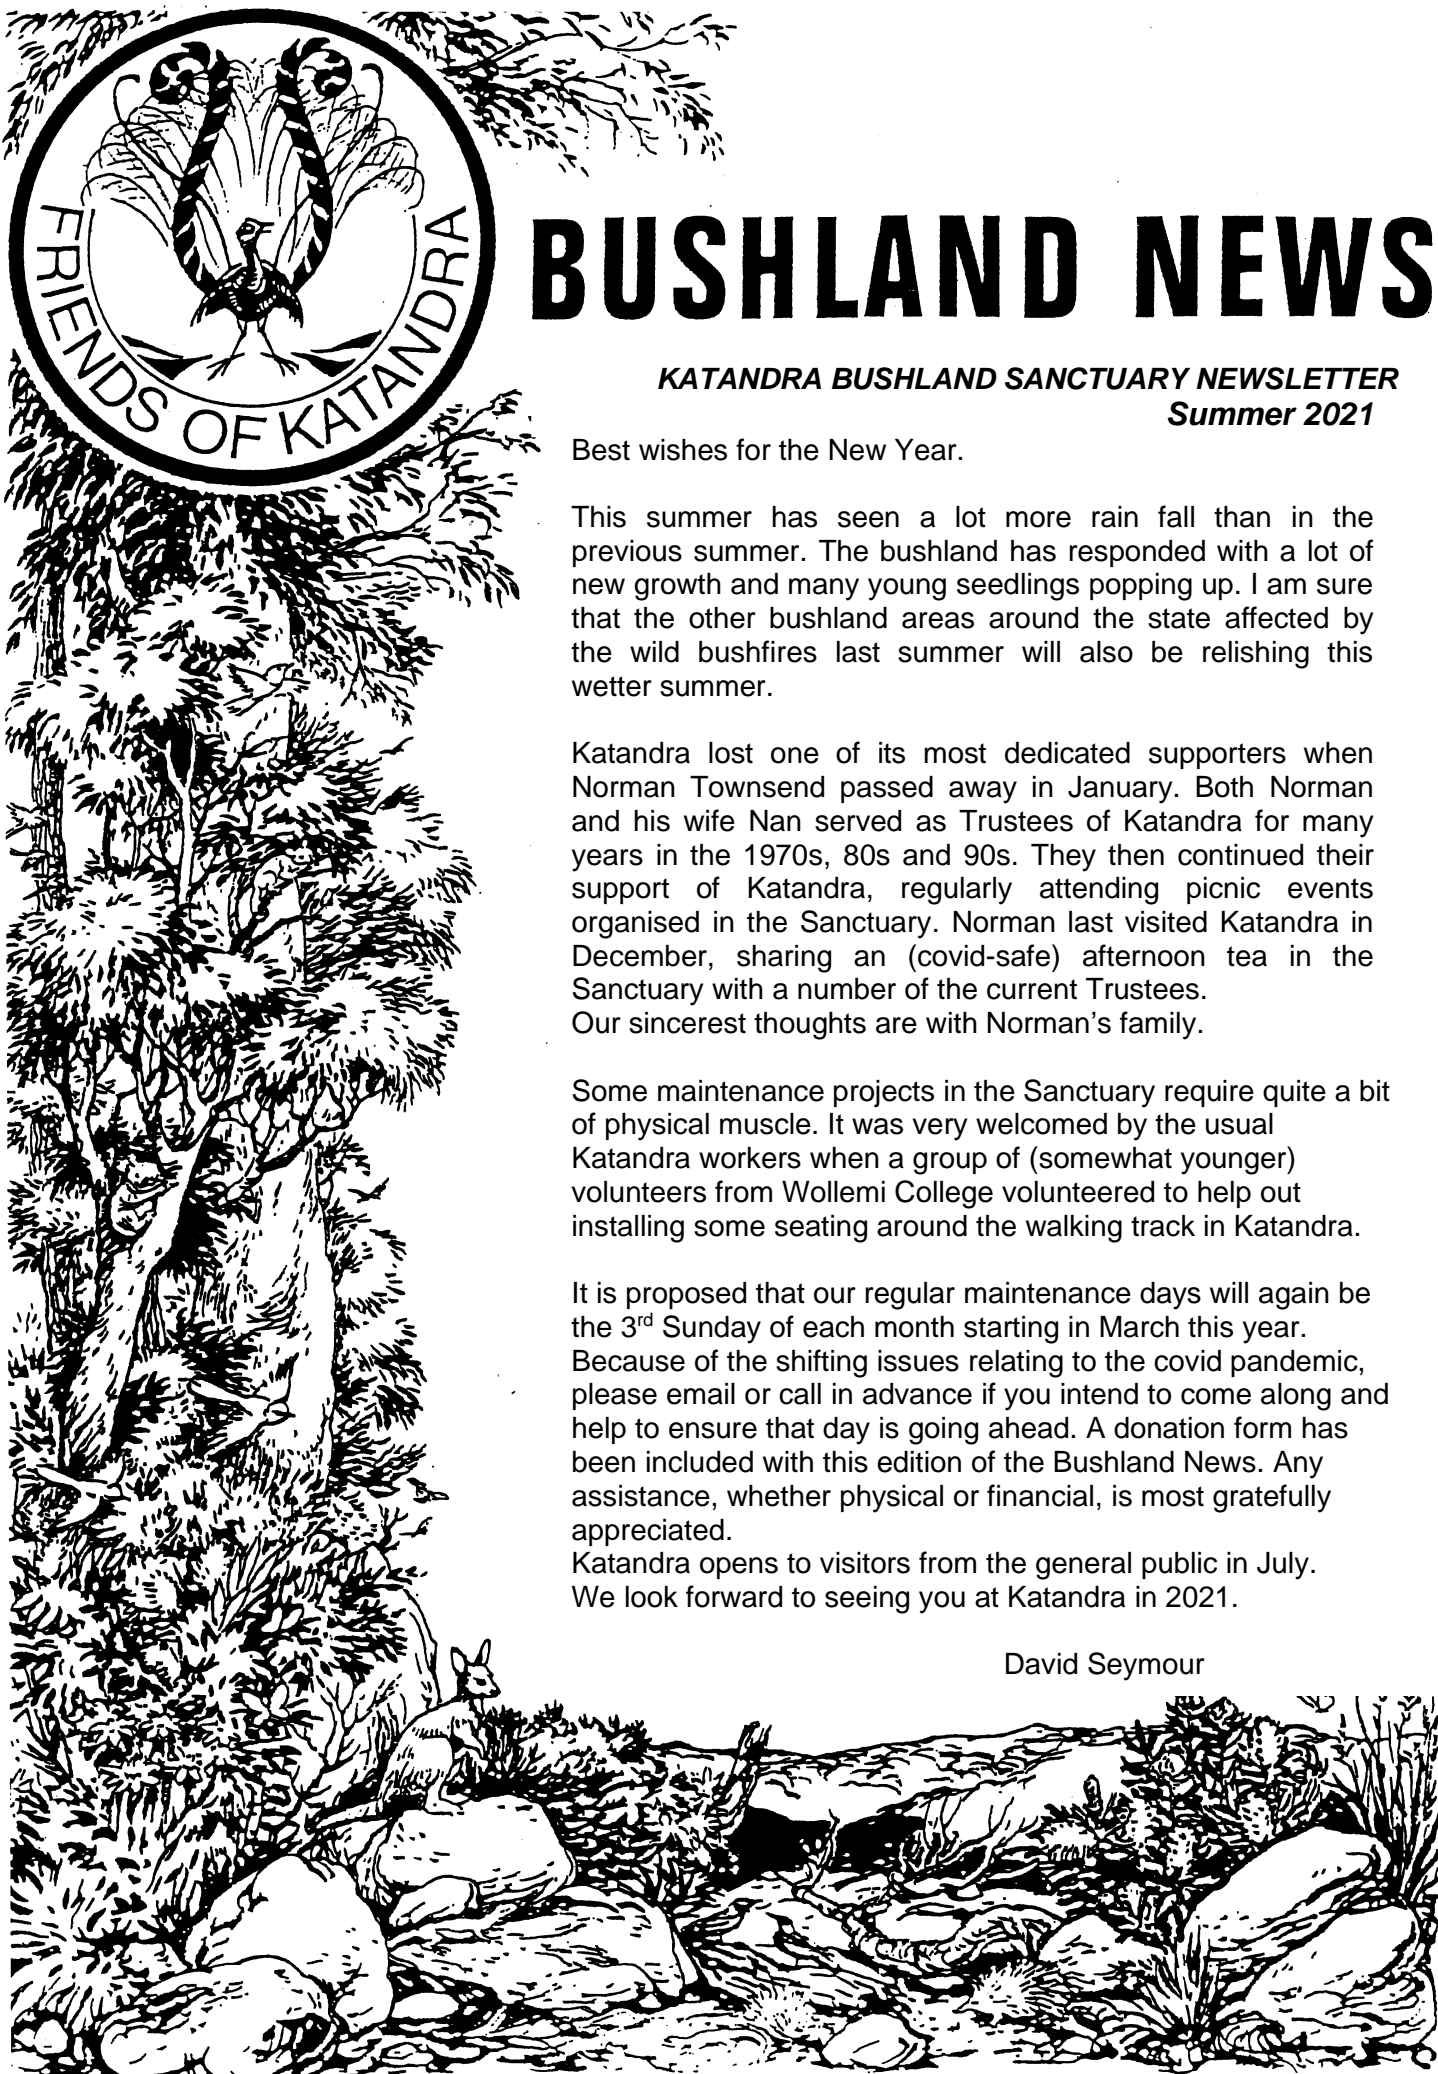 FRIENDS OF KATANDRA
BUSHLAND NEWS
KATANDRA BUSHLAND SANCTUARY NEWSLETTER
Summer 2021
Best wishes for the New Year.
This summer has seen a lot more rain fall than in the
previous summer. The bushland has responded with a lot of
new growth and many young seedlings popping up. I am sure
that the other bushland areas around the state affected by
the wild bushfires last summer will also be relishing this
wetter summer.
Katandra lost one of its most dedicated supporters when
Norman Townsend passed away in January. Both Norman
and his wife Nan served as Trustees of Katandra for many
years in the 1970s, 80s and 90s. They then continued their
support of Katandra, regularly attending picnic events
organised in the Sanctuary. Norman last visited Katandra in
December, sharing an (covid-safe) afternoon tea in the
Sanctuary with a number of the current Trustees.
Our sincerest thoughts are with Norman’s family.
Some maintenance projects in the Sanctuary require quite a bit
of physical muscle. It was very welcomed by the usual
Katandra workers when a group of (somewhat younger)
volunteers from Wollemi College volunteered to help out
installing some seating around the walking track in Katandra.
It is proposed that our regular maintenance days will again be
the 3rd Sunday of each month starting in March this year.
Because of the shifting issues relating to the covid pandemic,
please email or call in advance if you intend to come along and
help to ensure that day is going ahead. A donation form has
been included with this edition of the Bushland News. Any
assistance, whether physical or financial, is most gratefully
appreciated.
Katandra opens to visitors from the general public in July.
We look forward to seeing you at Katandra in 2021.
David Seymour